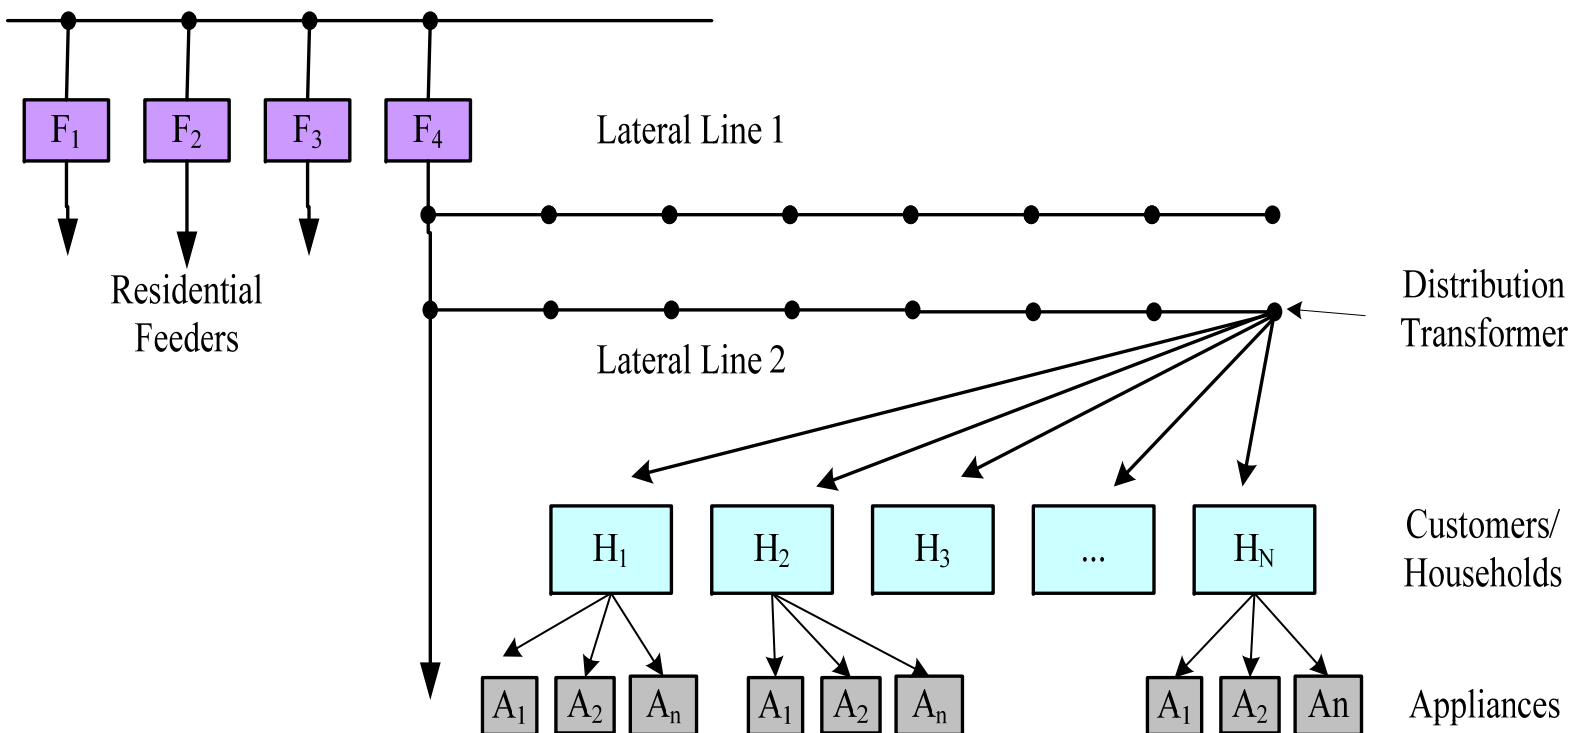 F₁ F₂ F₃ F₄
Lateral Line 1
Residential
Feeders
Distribution
Transformer
Lateral Line 2
H₁ H₂ H₃ ... H_N
Customers/
Households
A₁ A₂ Aₙ A₁ A₂ Aₙ A₁ A₂ An
Appliances